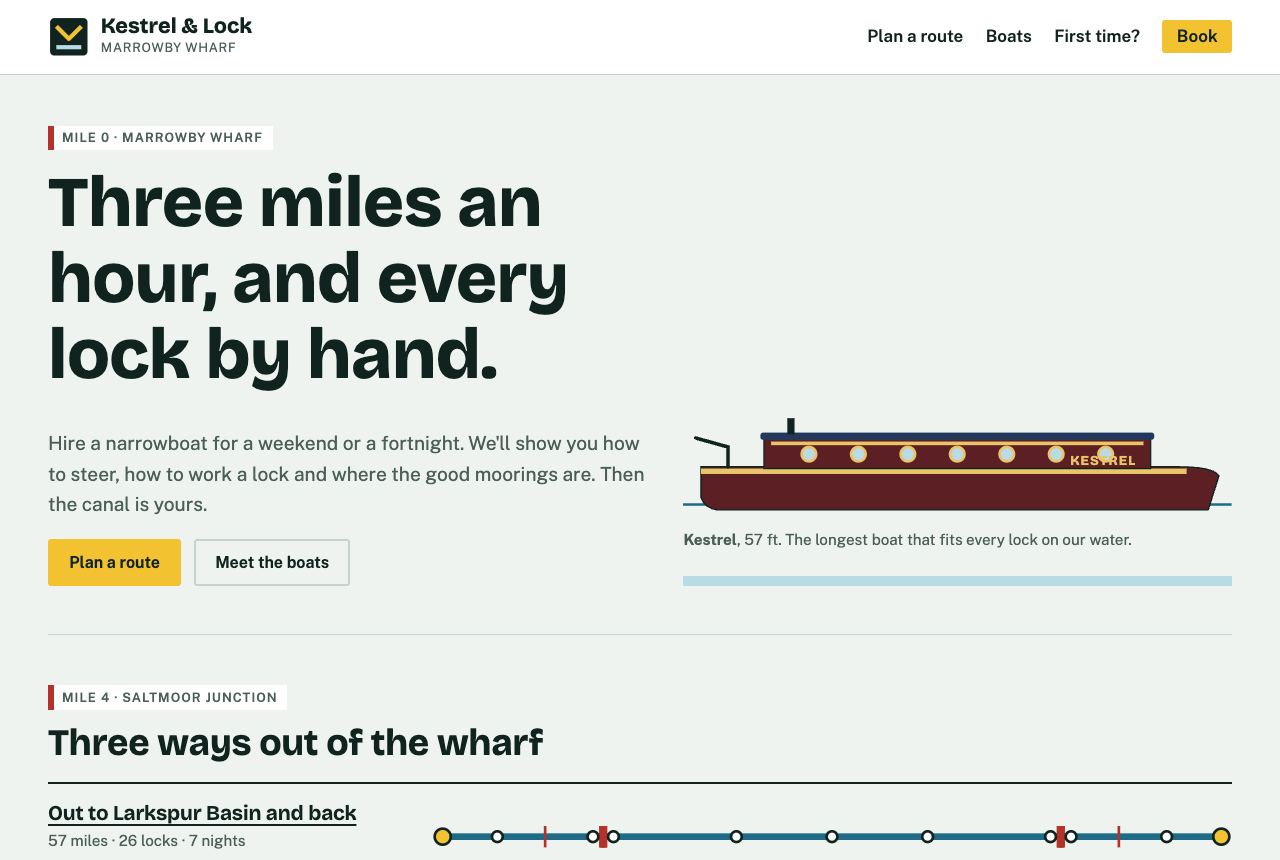 Kestrel & Lock
MARROWBY WHARF
Plan a route Boats First time? Book
MILE 0 · MARROWBY WHARF
Three miles an
hour, and every
lock by hand.
Hire a narrowboat for a weekend or a fortnight. We'll show you how
to steer, how to work a lock and where the good moorings are. Then
the canal is yours.
Plan a route Meet the boats
KESTREL
Kestrel, 57 ft. The longest boat that fits every lock on our water.
MILE 4 · SALTMOOR JUNCTION
Three ways out of the wharf
Out to Larkspur Basin and back
57 miles · 26 locks · 7 nights